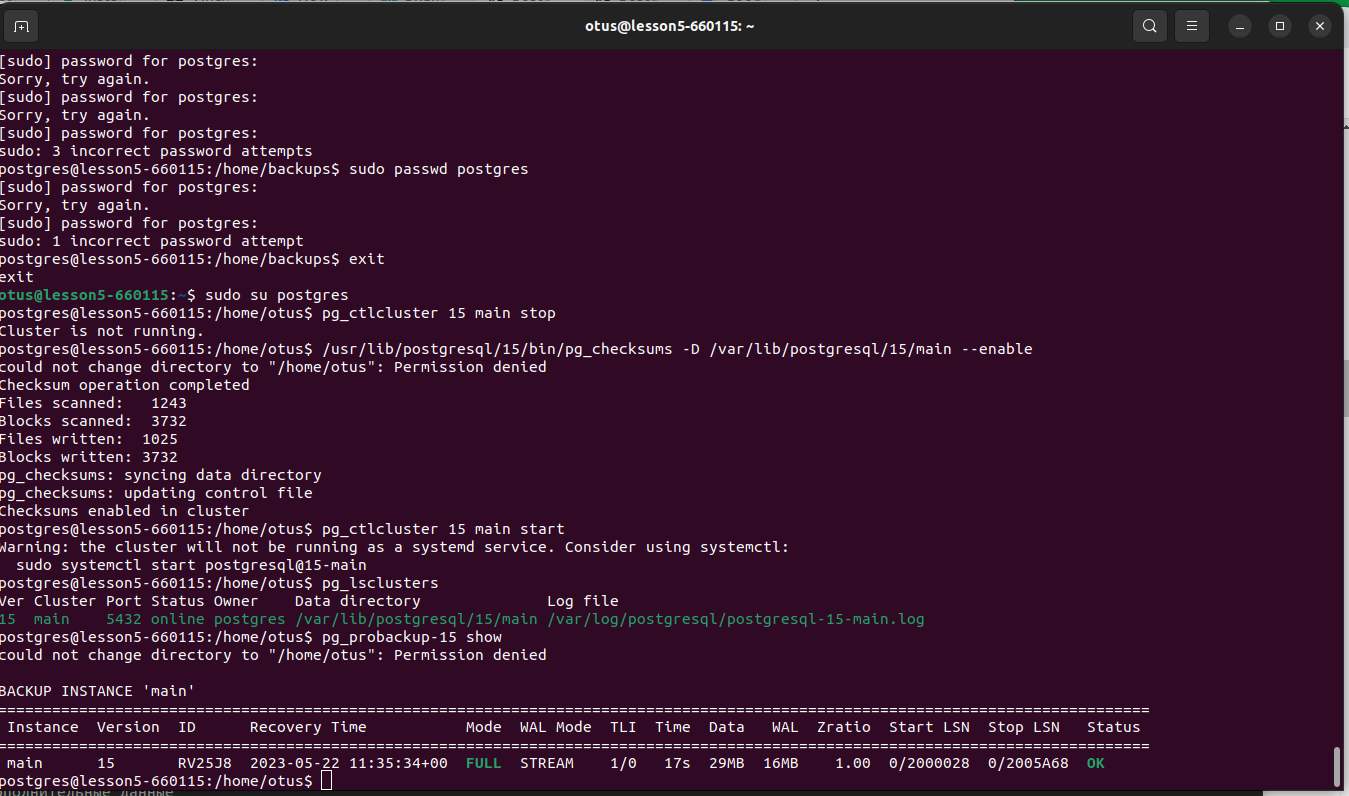 otus@lesson5-660115: ~
[sudo] password for postgres:
Sorry, try again.
[sudo] password for postgres:
Sorry, try again.
[sudo] password for postgres:
sudo: 3 incorrect password attempts
postgres@lesson5-660115:/home/backups$ sudo passwd postgres
[sudo] password for postgres:
Sorry, try again.
[sudo] password for postgres:
sudo: 1 incorrect password attempt
postgres@lesson5-660115:/home/backups$ exit
exit
otus@lesson5-660115:~$ sudo su postgres
postgres@lesson5-660115:/home/otus$ pg_ctlcluster 15 main stop
Cluster is not running.
postgres@lesson5-660115:/home/otus$ /usr/lib/postgresql/15/bin/pg_checksums -D /var/lib/postgresql/15/main --enable
could not change directory to "/home/otus": Permission denied
Checksum operation completed
Files scanned:   1243
Blocks scanned:  3732
Files written:  1025
Blocks written: 3732
pg_checksums: syncing data directory
pg_checksums: updating control file
Checksums enabled in cluster
postgres@lesson5-660115:/home/otus$ pg_ctlcluster 15 main start
Warning: the cluster will not be running as a systemd service. Consider using systemctl:
  sudo systemctl start postgresql@15-main
postgres@lesson5-660115:/home/otus$ pg_lsclusters
Ver Cluster Port Status Owner    Data directory              Log file
15  main    5432 online postgres /var/lib/postgresql/15/main /var/log/postgresql/postgresql-15-main.log
postgres@lesson5-660115:/home/otus$ pg_probackup-15 show
could not change directory to "/home/otus": Permission denied
BACKUP INSTANCE 'main'
================================================================================================================================
Instance  Version  ID      Recovery Time           Mode  WAL Mode  TLI  Time  Data   WAL  Zratio  Start LSN  Stop LSN   Status
================================================================================================================================
main      15       RV25J8  2023-05-22 11:35:34+00  FULL  STREAM    1/0   17s  29MB  16MB    1.00  0/2000028  0/2005A68  OK
postgres@lesson5-660115:/home/otus$